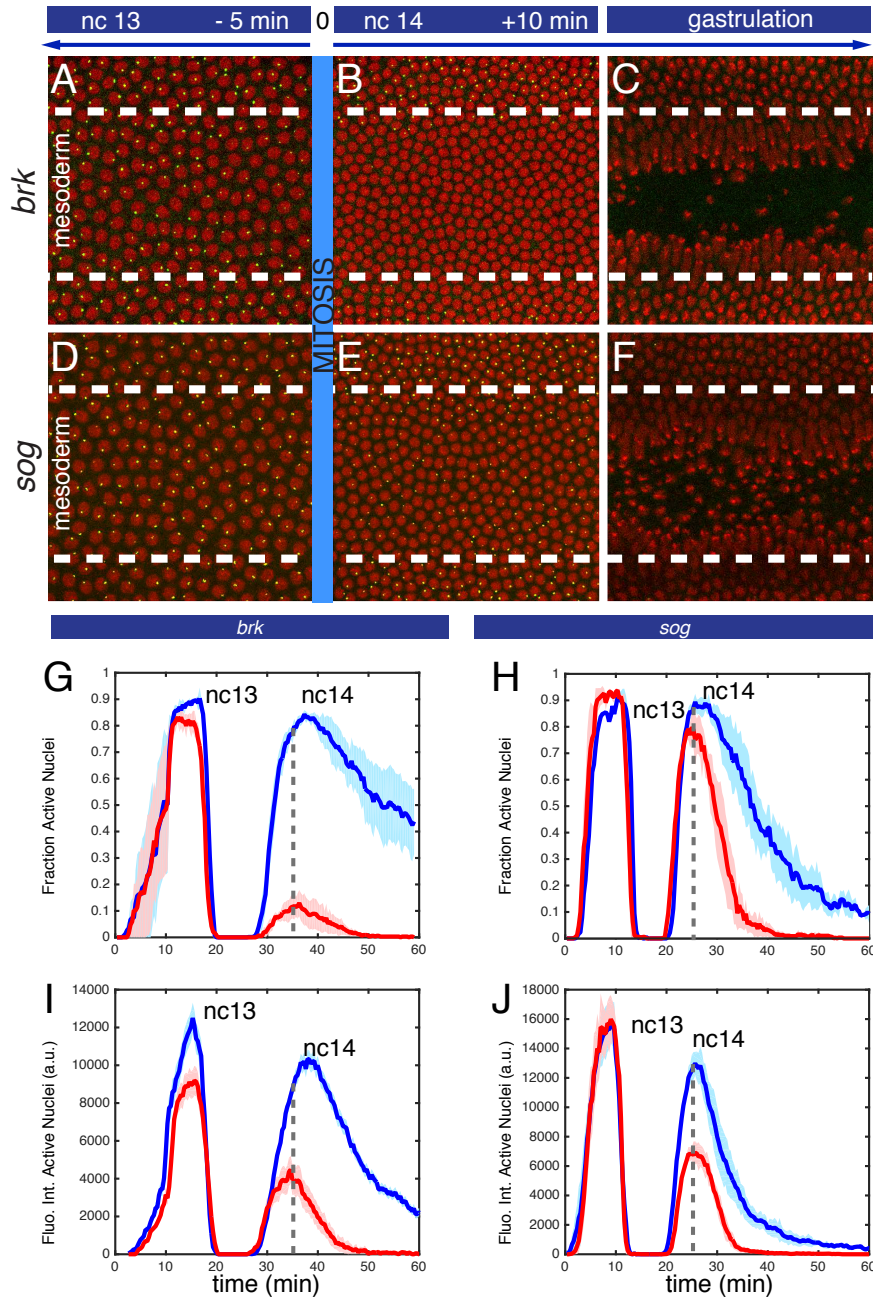 nc 13 - 5 min 0 nc 14 +10 min gastrulation
A B C
brk
mesoderm
MITOSIS
D E F
sog
mesoderm
brk sog
G
nc13
nc14
Fraction Active Nuclei
1
0.9
0.8
0.7
0.6
0.5
0.4
0.3
0.2
0.1
0
0 10 20 30 40 50 60
H
nc13
nc14
Fraction Active Nuclei
1
0.9
0.8
0.7
0.6
0.5
0.4
0.3
0.2
0.1
0
0 10 20 30 40 50 60
I
nc13
nc14
Fluo. Int. Active Nuclei (a.u.)
14000
12000
10000
8000
6000
4000
2000
0
0 10 20 30 40 50 60
time (min)
J
nc13
nc14
Fluo. Int. Active Nuclei (a.u.)
18000
16000
14000
12000
10000
8000
6000
4000
2000
0
0 10 20 30 40 50 60
time (min)